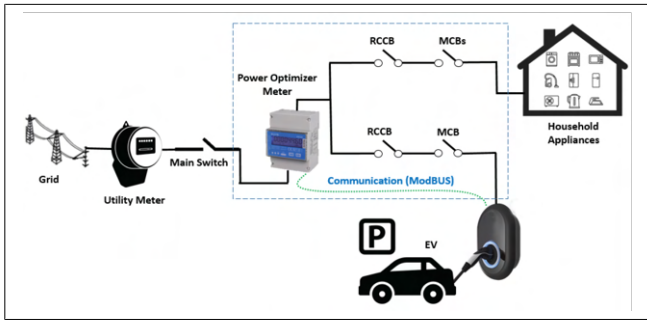 RCCB
MCBs
Power Optimizer
Meter
Household
Appliances
RCCB
MCB
Main Switch
Grid
Communication (ModBUS)
Utility Meter
P
EV